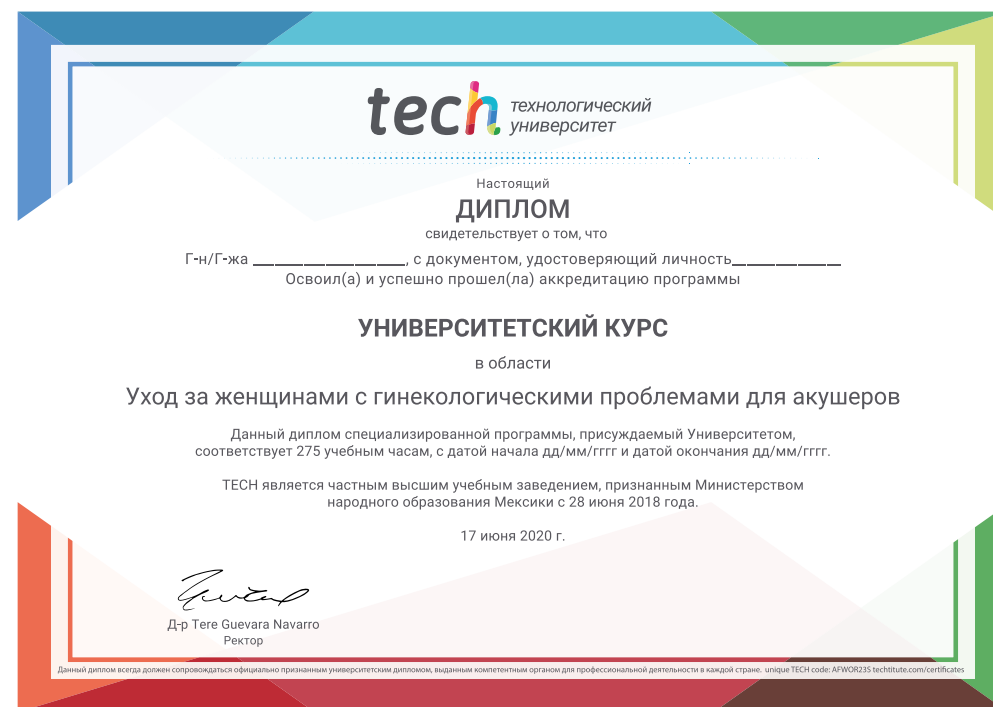 tech технологический
университет
Настоящий
ДИПЛОМ
свидетельствует о том, что
Г-н/Г-жа ____________________, с документом, удостоверяющий личность______________
Освоил(а) и успешно прошел(ла) аккредитацию программы
УНИВЕРСИТЕТСКИЙ КУРС
в области
Уход за женщинами с гинекологическими проблемами для акушеров
Данный диплом специализированной программы, присуждаемый Университетом,
соответствует 275 учебным часам, с датой начала дд/мм/гггг и датой окончания дд/мм/гггг.
TECH является частным высшим учебным заведением, признанным Министерством
народного образования Мексики с 28 июня 2018 года.
17 июня 2020 г.
Д-р Tere Guevara Navarro
Ректор
Данный диплом всегда должен сопровождаться официально признанным университетским дипломом, выданным компетентным органом для профессиональной деятельности в каждой стране. unique TECH code: AFWOR23S techtitute.com/certificates